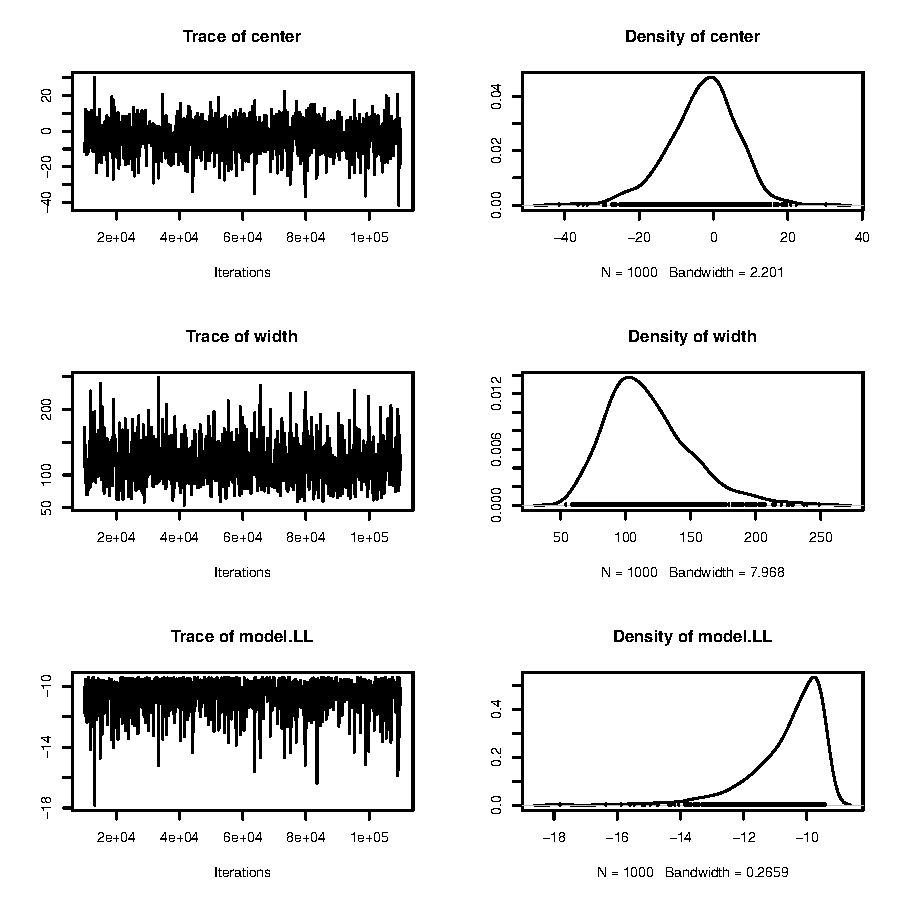 Trace of center
Density of center
20
0
−20
−40
2e+04 4e+04 6e+04 8e+04 1e+05
Iterations
0.04
0.02
0.00
−40 −20 0 20 40
N = 1000 Bandwidth = 2.201
Trace of width
Density of width
200
100
50
2e+04 4e+04 6e+04 8e+04 1e+05
Iterations
0.012
0.006
0.000
50 100 150 200 250
N = 1000 Bandwidth = 7.968
Trace of model.LL
Density of model.LL
−10
−14
−18
2e+04 4e+04 6e+04 8e+04 1e+05
Iterations
0.4
0.2
0.0
−18 −16 −14 −12 −10
N = 1000 Bandwidth = 0.2659